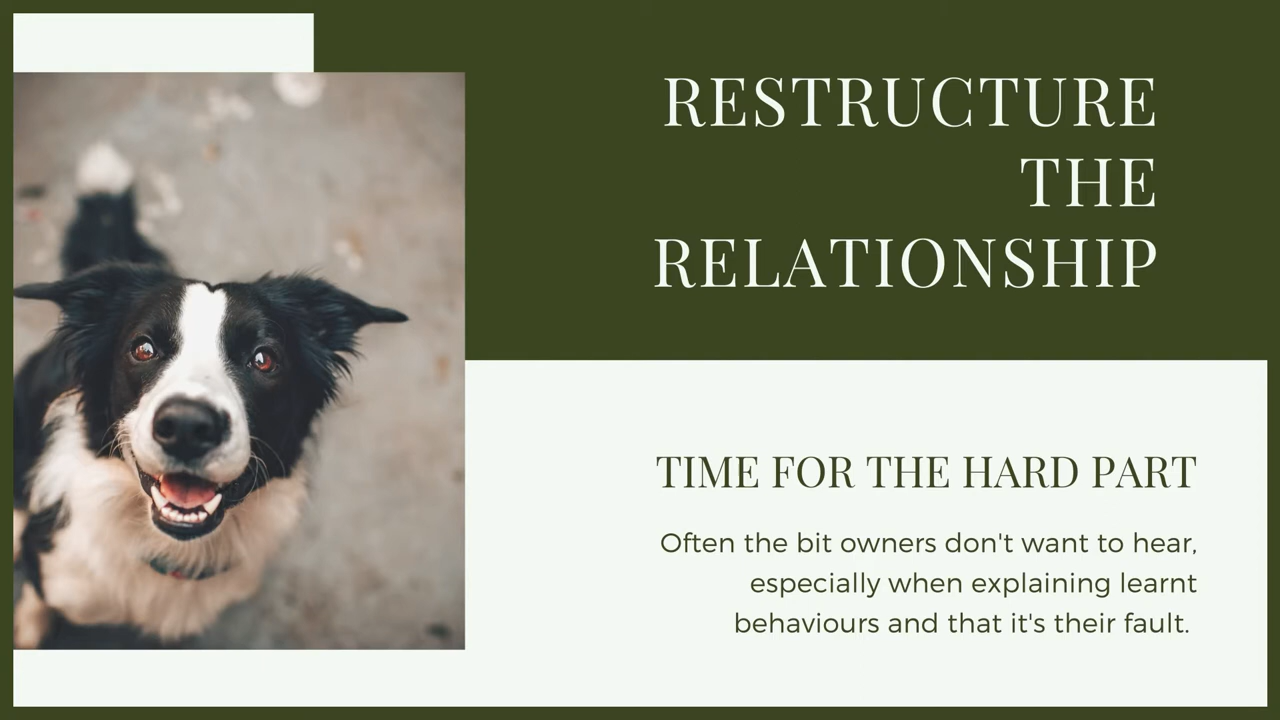 RESTRUCTURE
THE
RELATIONSHIP
TIME FOR THE HARD PART
Often the bit owners don't want to hear,
especially when explaining learnt
behaviours and that it's their fault.